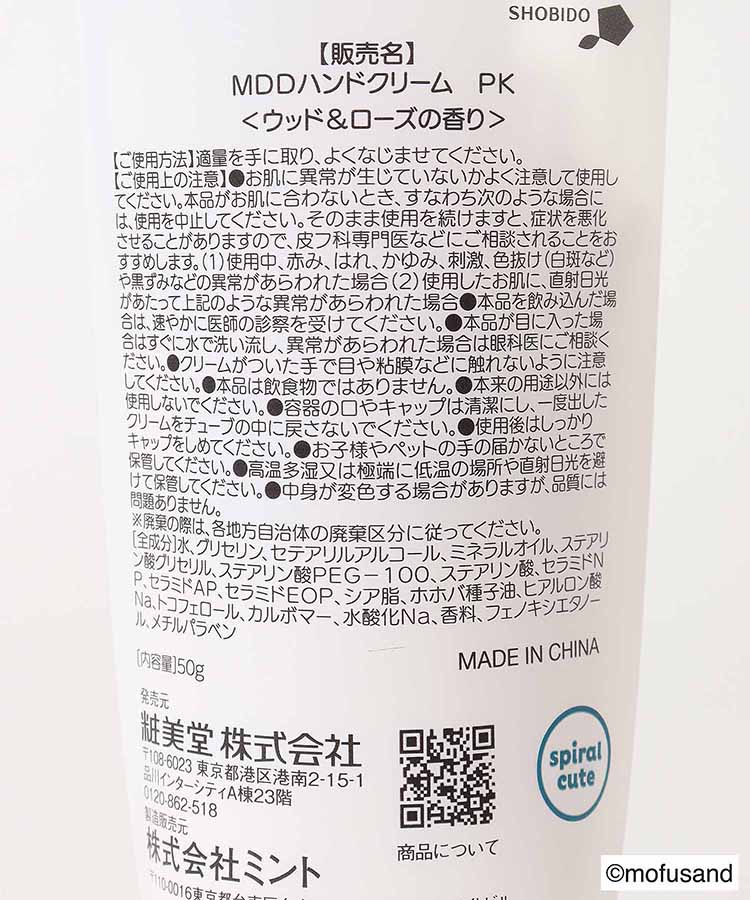 SHOBIDO
【販売名】
MDDハンドクリーム PK
<ウッド&ローズの香り>
【ご使用方法】適量を手に取り、よくなじませてください。
【ご使用上の注意】●お肌に異常が生じていないかよく注意して使用し
てください。本品がお肌に合わないとき、すなわち次のような場合に
は、使用を中止してください。そのまま使用を続けますと、症状を悪化
させることがありますので、皮フ科専門医などにご相談されることをお
すすめします。(1)使用中、赤み、はれ、かゆみ、刺激、色抜け(白斑など)
や黒ずみなどの異常があらわれた場合(2)使用したお肌に、直射日光
があたって上記のような異常があらわれた場合●本品を飲み込んだ場
合は、速やかに医師の診察を受けてください。●本品が目に入った場
合はすぐに水で洗い流し、異常があらわれた場合は眼科医にご相談く
ださい。●クリームがついた手で目や粘膜などに触れないように注意
してください。●本品は飲食物ではありません。●本来の用途以外には
使用しないでください。●容器の口やキャップは清潔にし、一度出した
クリームをチューブの中に戻さないでください。●使用後はしっかり
キャップをしめてください。●お子様やペットの手の届かないところで
保管してください。●高温多湿又は極端に低温の場所や直射日光を避
けて保管してください。●中身が変色する場合がありますが、品質には
問題ありません。
※廃棄の際は、各地方自治体の廃棄区分に従ってください。
[全成分]水、グリセリン、セテアリルアルコール、ミネラルオイル、ステアリ
ン酸グリセリル、ステアリン酸PEG-100、ステアリン酸、セラミドN
P、セラミドAP、セラミドEOP、シア脂、ホホバ種子油、ヒアルロン酸
Na、トコフェロール、カルボマー、水酸化Na、香料、フェノキシエタノー
ル、メチルパラベン
[内容量]50g
MADE IN CHINA
発売元
粧美堂 株式会社
〒108-6023 東京都港区港南2-15-1
品川インターシティA棟23階
0120-862-518
製造販売元
株式会社ミント
〒110-0016東京都台東区
spiral
cute
商品について
©mofusand